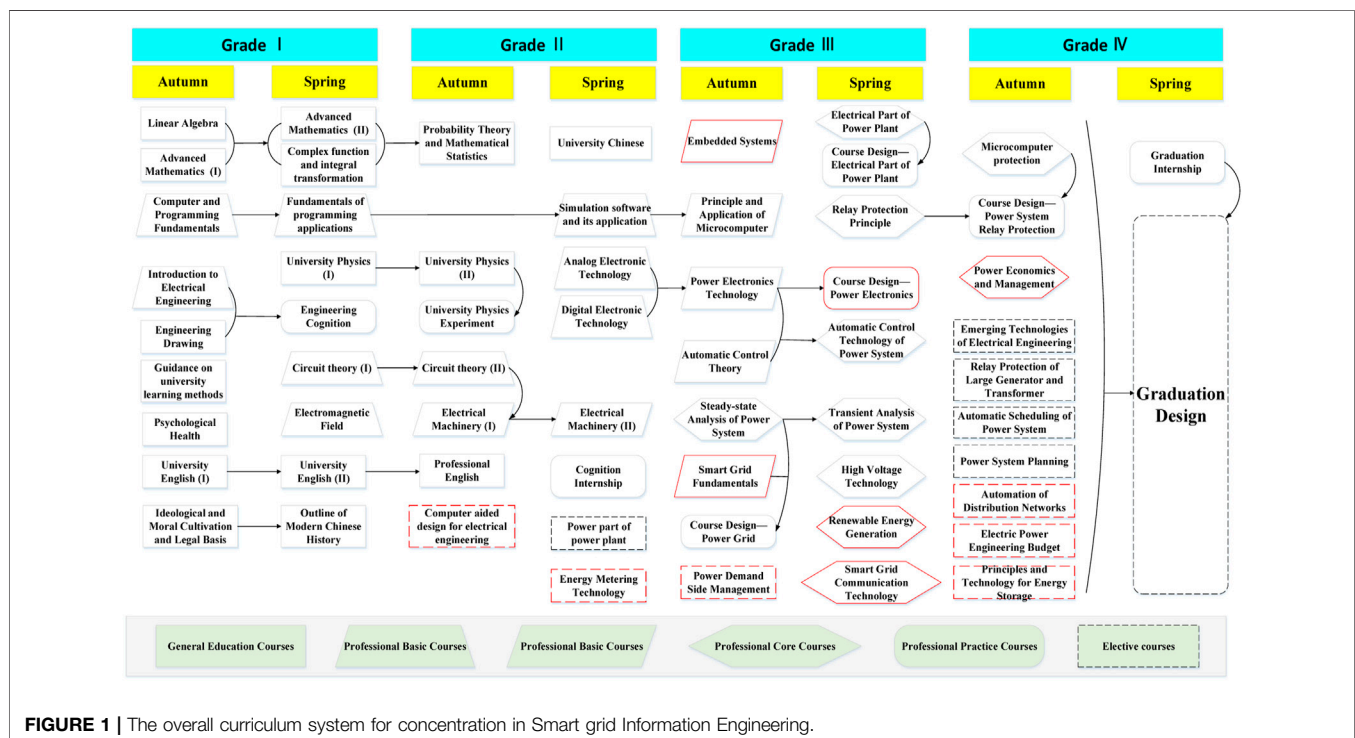 Grade Ⅰ
Grade Ⅱ
Grade Ⅲ
Grade Ⅳ
Autumn
Spring
Autumn
Spring
Autumn
Spring
Autumn
Spring
Linear Algebra
Advanced
Mathematics (I)
Computer and
Programming
Fundamentals
Introduction to
Electrical
Engineering
Engineering
Drawing
Guidance on
university
learning methods
Psychological
Health
University
English (I)
Ideological and
Moral Cultivation
and Legal Basis
Advanced
Mathematics (II)
Complex function
and integral
transformation
Fundamentals of
programming
applications
University Physics
(I)
Engineering
Cognition
Circuit theory (I)
Electromagnetic
Field
University
English (II)
Outline of
Modern Chinese
History
Probability Theory
and Mathematical
Statistics
University Physics
(II)
University Physics
Experiment
Circuit theory (II)
Electrical
Machinery (I)
Professional
English
Computer aided
design for electrical
engineering
University Chinese
Simulation software
and its application
Analog Electronic
Technology
Digital Electronic
Technology
Electrical
Machinery (II)
Cognition
Internship
Power part of
power plant
Energy Metering
Technology
Embedded Systems
Principle and
Application of
Microcomputer
Power Electronics
Technology
Automatic Control
Theory
Steady-state
Analysis of Power
System
Smart Grid
Fundamentals
Course Design—
Power Grid
Power Demand
Side Management
Electrical Part of
Power Plant
Course Design—
Electrical Part of
Power Plant
Relay Protection
Principle
Course Design—
Power Electronics
Automatic Control
Technology of
Power System
Transient Analysis
of Power System
High Voltage
Technology
Renewable Energy
Generation
Smart Grid
Communication
Technology
Microcomputer
protection
Course Design—
Power System
Relay Protection
Power Economics
and Management
Emerging Technologies
of Electrical Engineering
Relay Protection of
Large Generator and
Transformer
Automatic Scheduling of
Power System
Power System Planning
Automation of
Distribution Networks
Electric Power
Engineering Budget
Principles and
Technology for Energy
Storage
Graduation
Internship
Graduation
Design
General Education Courses
Professional Basic Courses
Professional Basic Courses
Professional Core Courses
Professional Practice Courses
Elective courses
FIGURE 1 | The overall curriculum system for concentration in Smart grid Information Engineering.